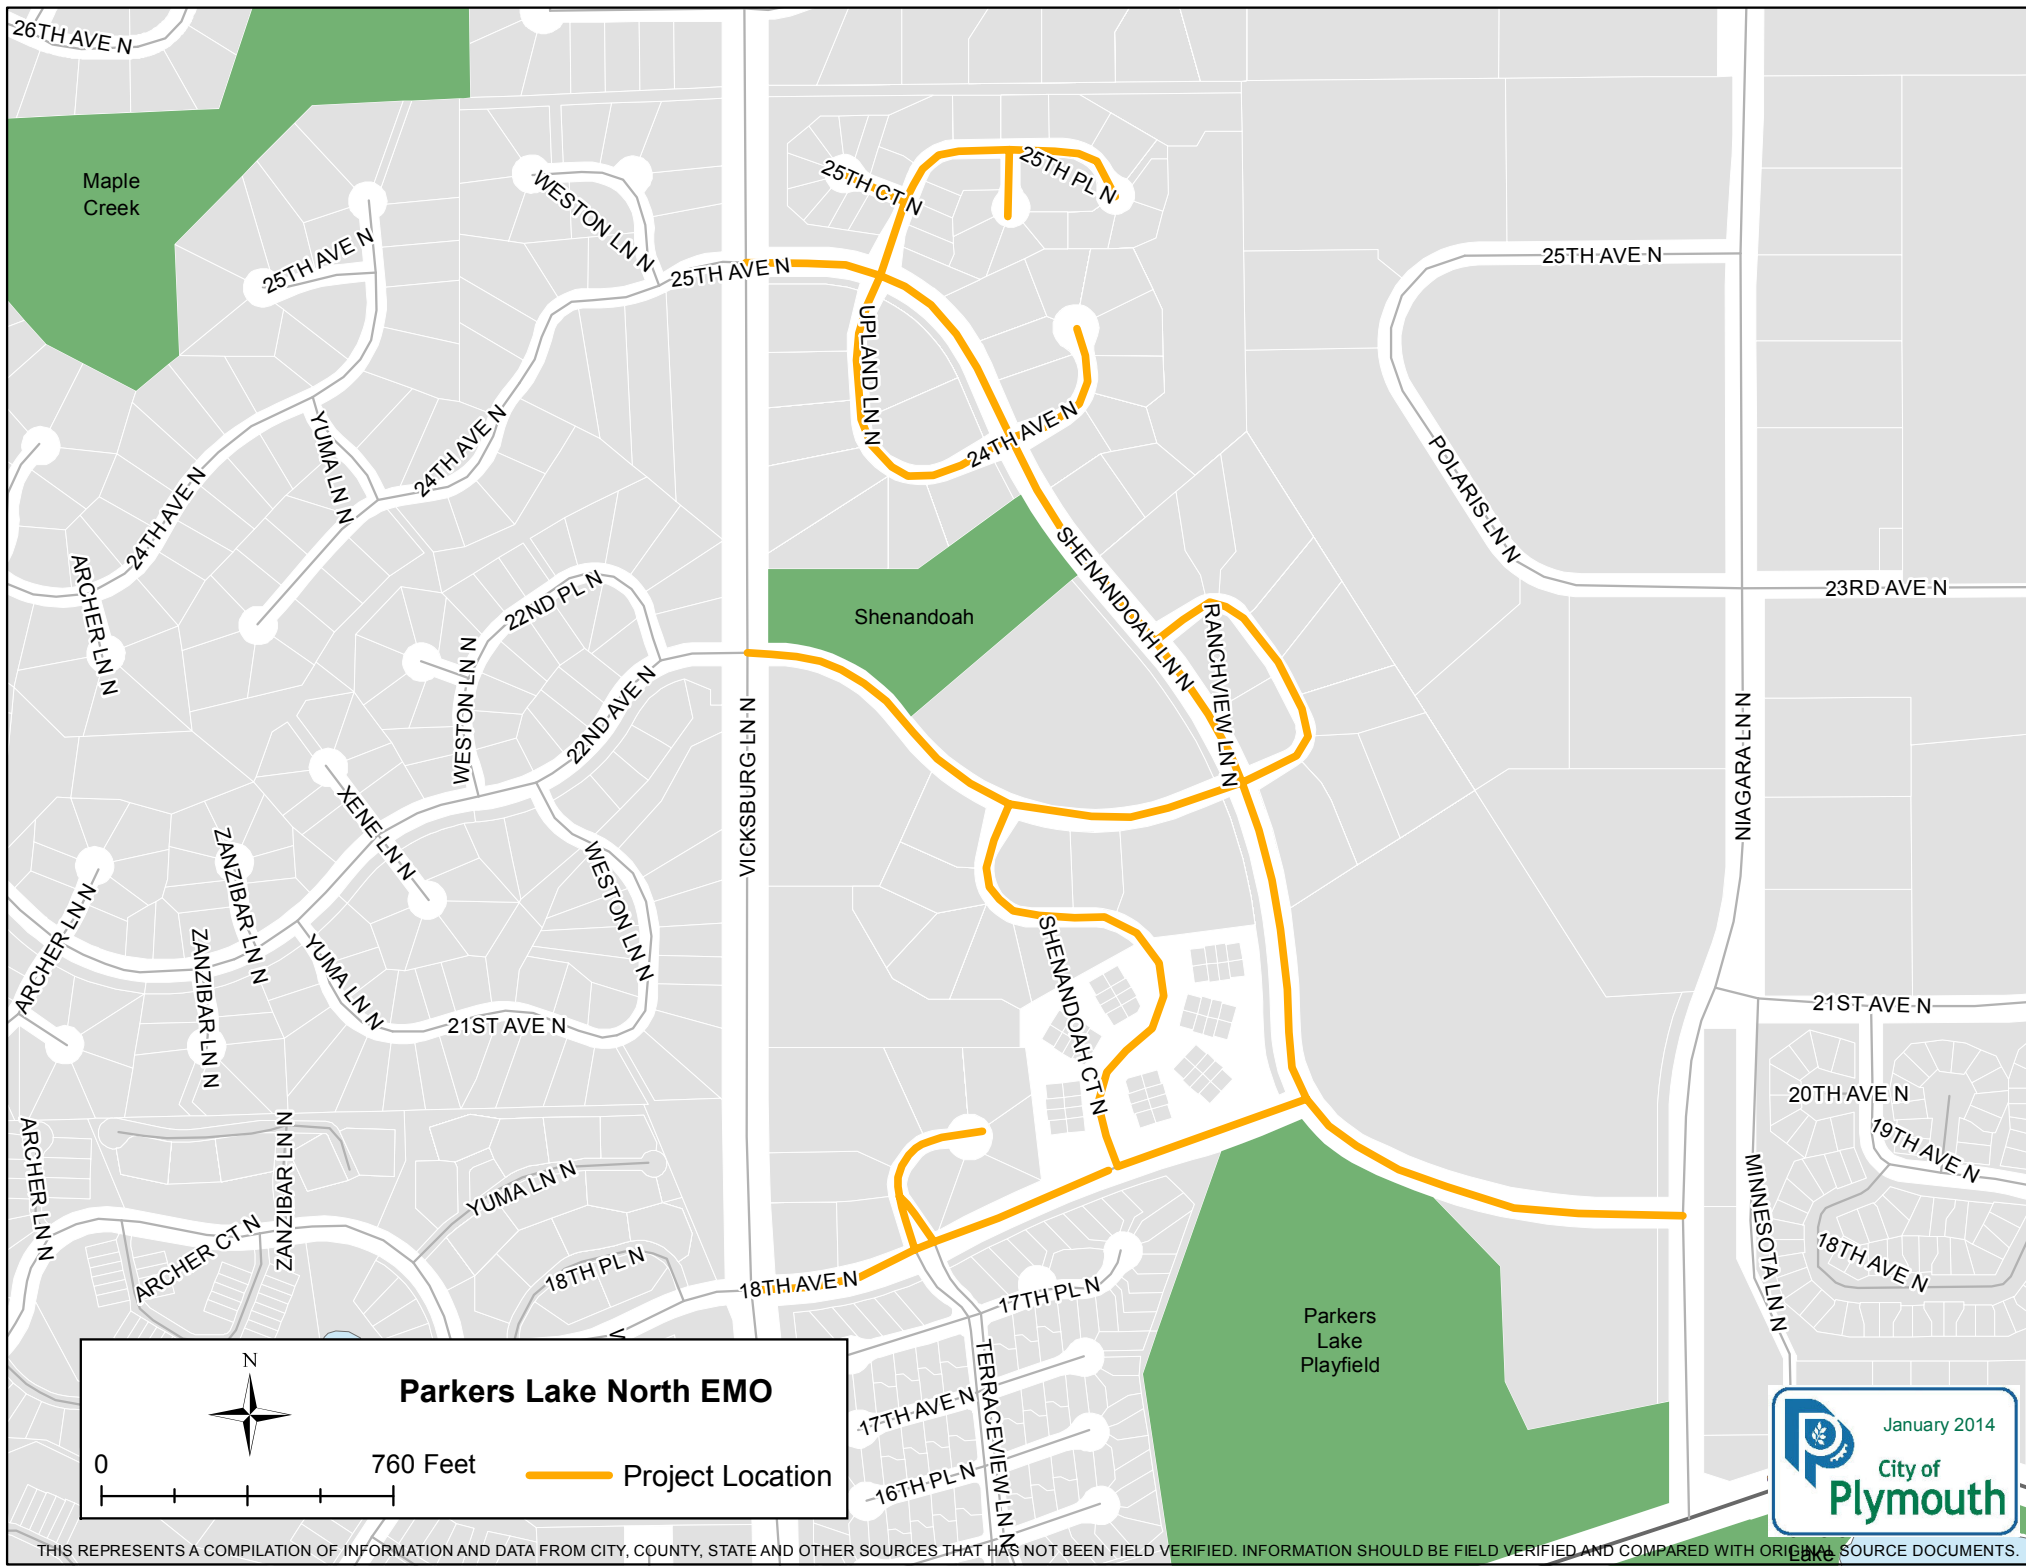 26TH AVE N
Maple
Creek
25TH AVE N
WESTON LN N
25TH CT N
25TH PL N
25TH AVE N
25TH AVE N
UPLAND LN N
24TH AVE N
YUMA LN N
24TH AVE N
24TH AVE N
POLARIS LN N
ARCHER LN N
22ND PL N
SHENANDOAH LN N
Shenandoah
RANCHVIEW LN N
23RD AVE N
WESTON LN N
22ND AVE N
VICKSBURG LN N
NIAGARA LN N
XENE LN N
ZANZIBAR LN N
WESTON LN N
ARCHER LN N
ZANZIBAR LN N
YUMA LN N
21ST AVE N
SHENANDOAH CT N
21ST AVE N
20TH AVE N
19TH AVE N
ARCHER LN N
ZANZIBAR LN N
YUMA LN N
MINNESOTA LN N
ARCHER CT N
18TH PL N
18TH AVE N
18TH AVE N
17TH PL N
Parkers
Lake
Playfield
TERRACEVIEW LN N
17TH AVE N
16TH PL N
N
Parkers Lake North EMO
0
760 Feet
Project Location
January 2014
City of
Plymouth
Lake
THIS REPRESENTS A COMPILATION OF INFORMATION AND DATA FROM CITY, COUNTY, STATE AND OTHER SOURCES THAT HAS NOT BEEN FIELD VERIFIED. INFORMATION SHOULD BE FIELD VERIFIED AND COMPARED WITH ORIGINAL SOURCE DOCUMENTS.